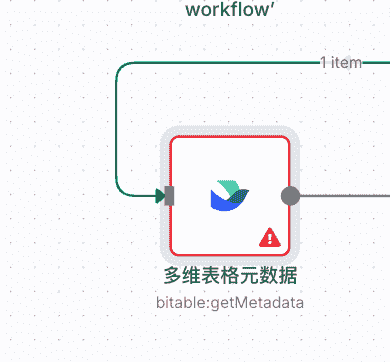 workflow’
1 item
多维表格元数据
bitable:getMetadata